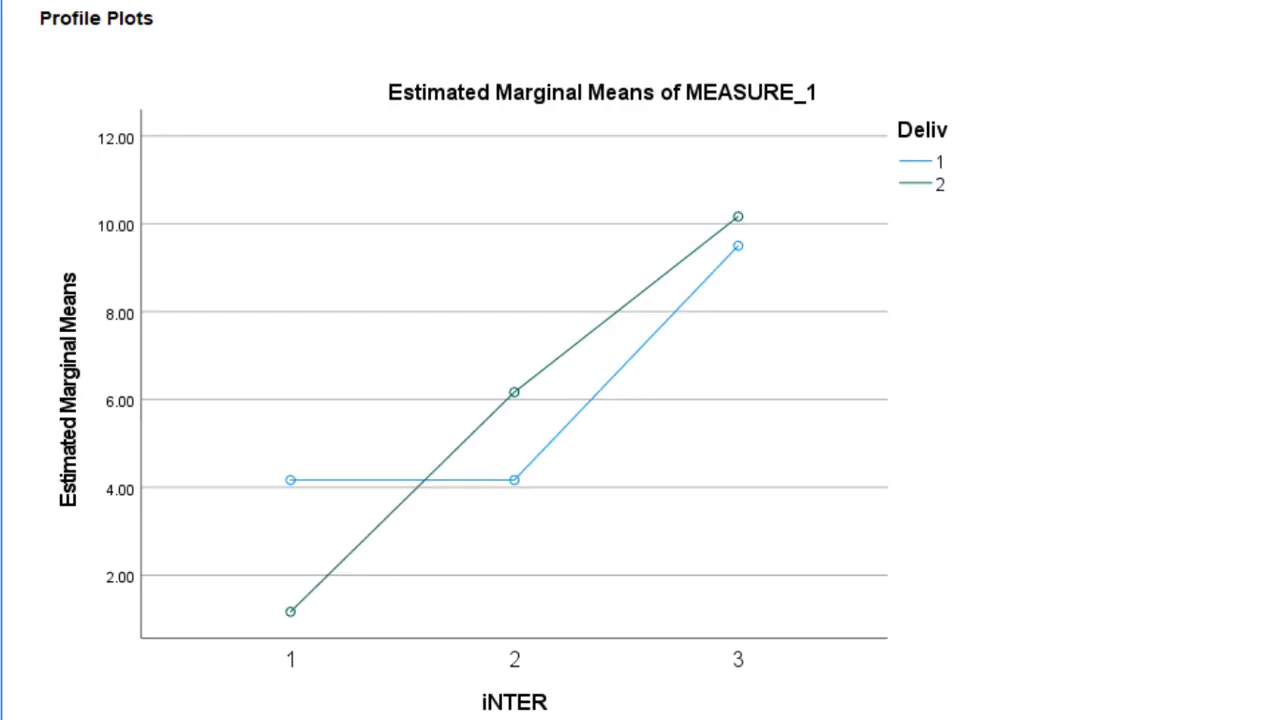 Profile Plots
Estimated Marginal Means of MEASURE_1
Deliv
1
2
12.00
10.00
8.00
6.00
4.00
2.00
Estimated Marginal Means
1 2 3
iNTER